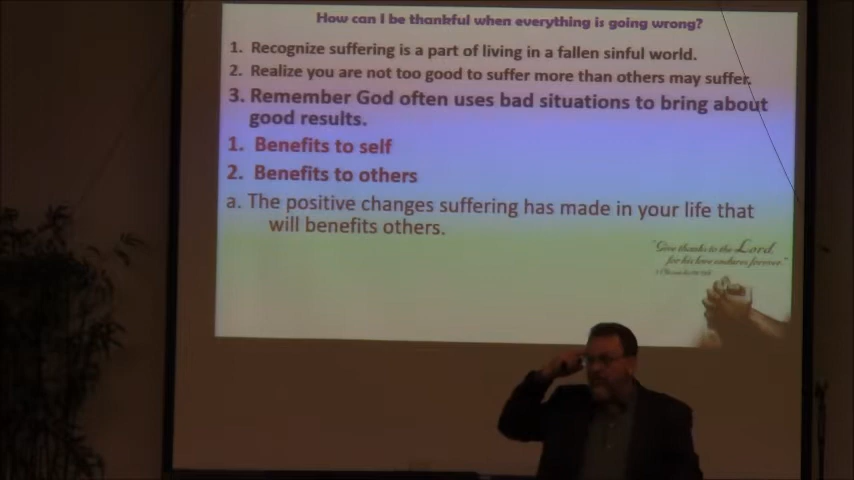 How can I be thankful when everything is going wrong?
1. Recognize suffering is a part of living in a fallen sinful world.
2. Realize you are not too good to suffer more than others may suffer.
3. Remember God often uses bad situations to bring about
good results.
1. Benefits to self
2. Benefits to others
a. The positive changes suffering has made in your life that
will benefits others.
"Give thanks to the Lord,
for his love endures forever."